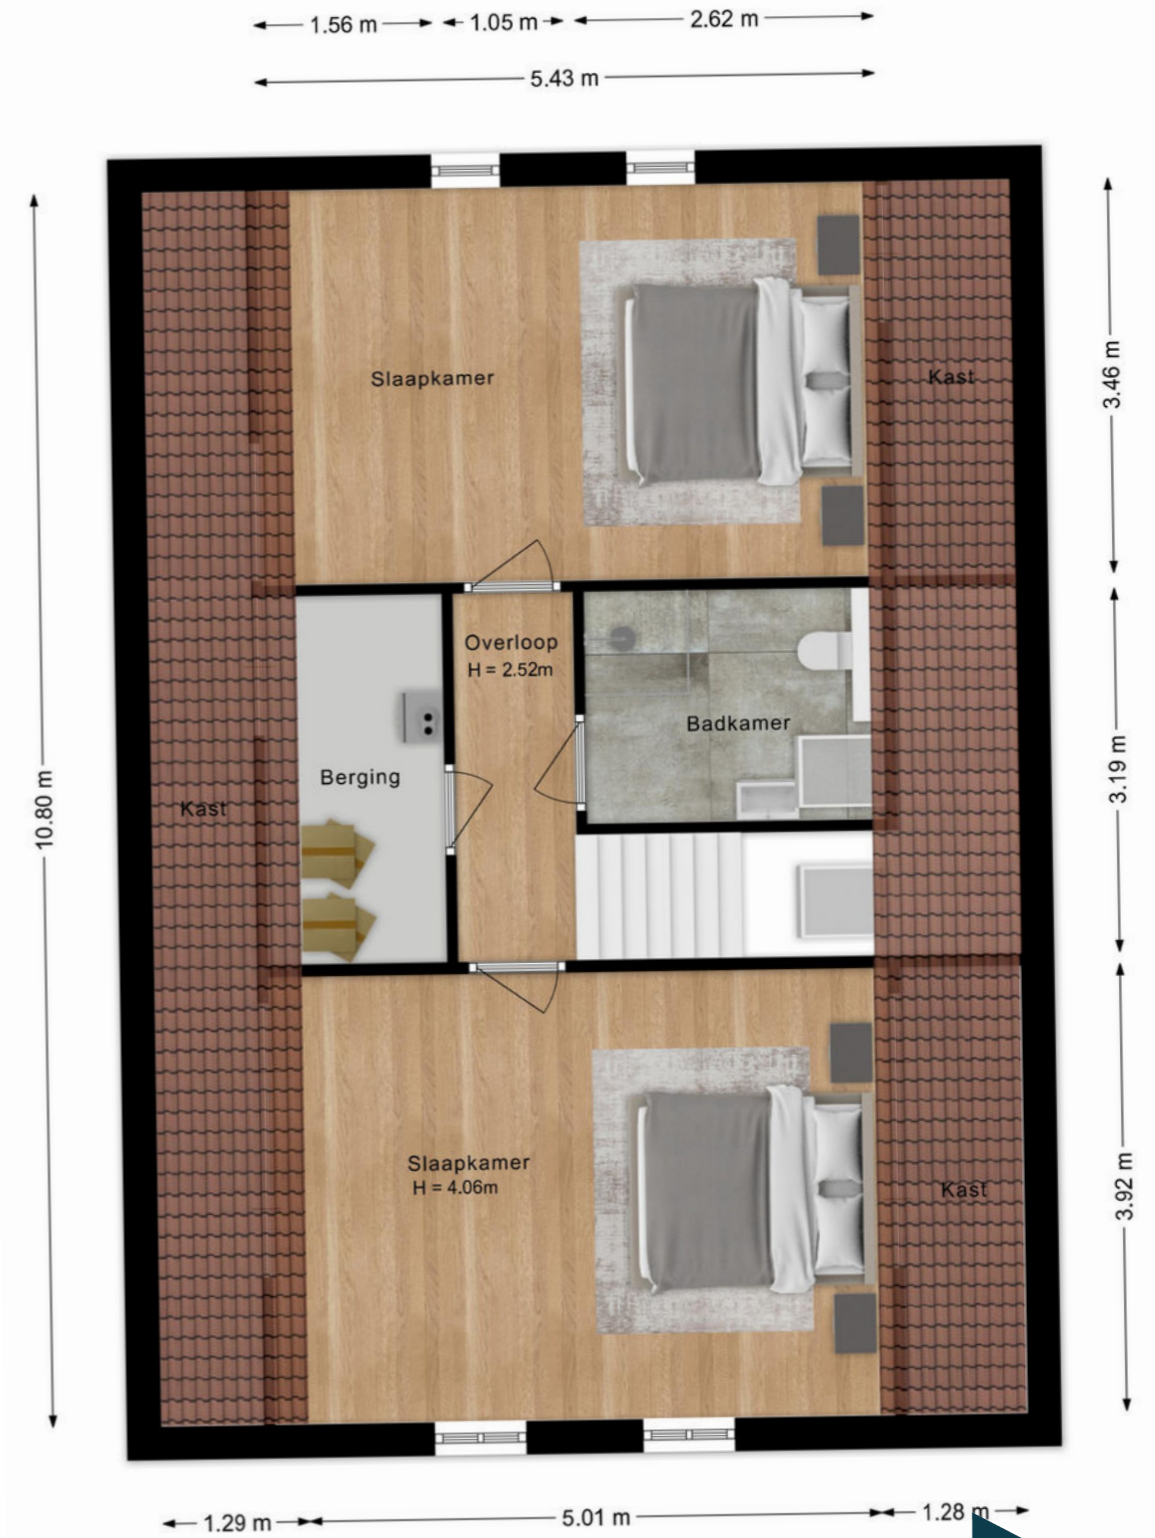 1.56 m
1.05 m
2.62 m
5.43 m
Slaapkamer
Kast
3.46 m
Overloop
H = 2.52m
Badkamer
Berging
Kast
10.80 m
3.19 m
Slaapkamer
H = 4.06m
Kast
3.92 m
1.29 m
5.01 m
1.28 m